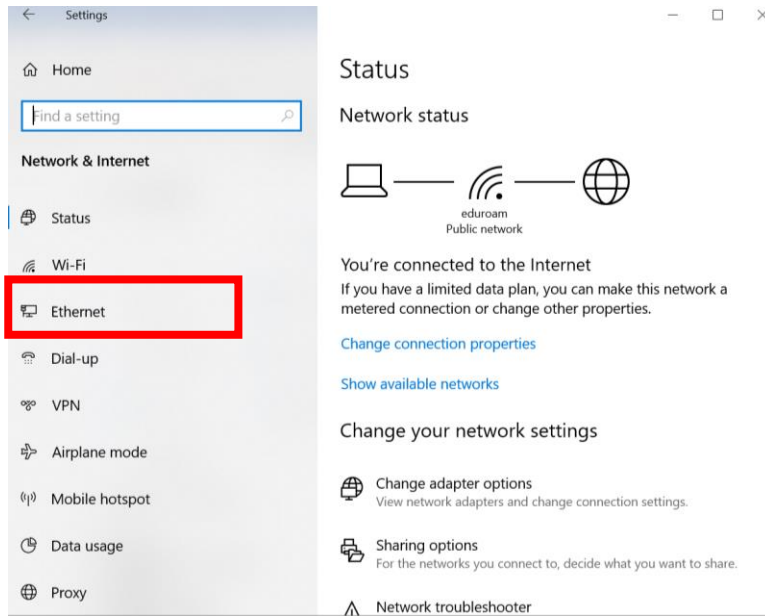 Settings
Home
Find a setting
Network & Internet
Status
Wi-Fi
Ethernet
Dial-up
VPN
Airplane mode
Mobile hotspot
Data usage
Proxy
Status
Network status
eduroam
Public network
You're connected to the Internet
If you have a limited data plan, you can make this network a
metered connection or change other properties.
Change connection properties
Show available networks
Change your network settings
Change adapter options
View network adapters and change connection settings.
Sharing options
For the networks you connect to, decide what you want to share.
Network troubleshooter